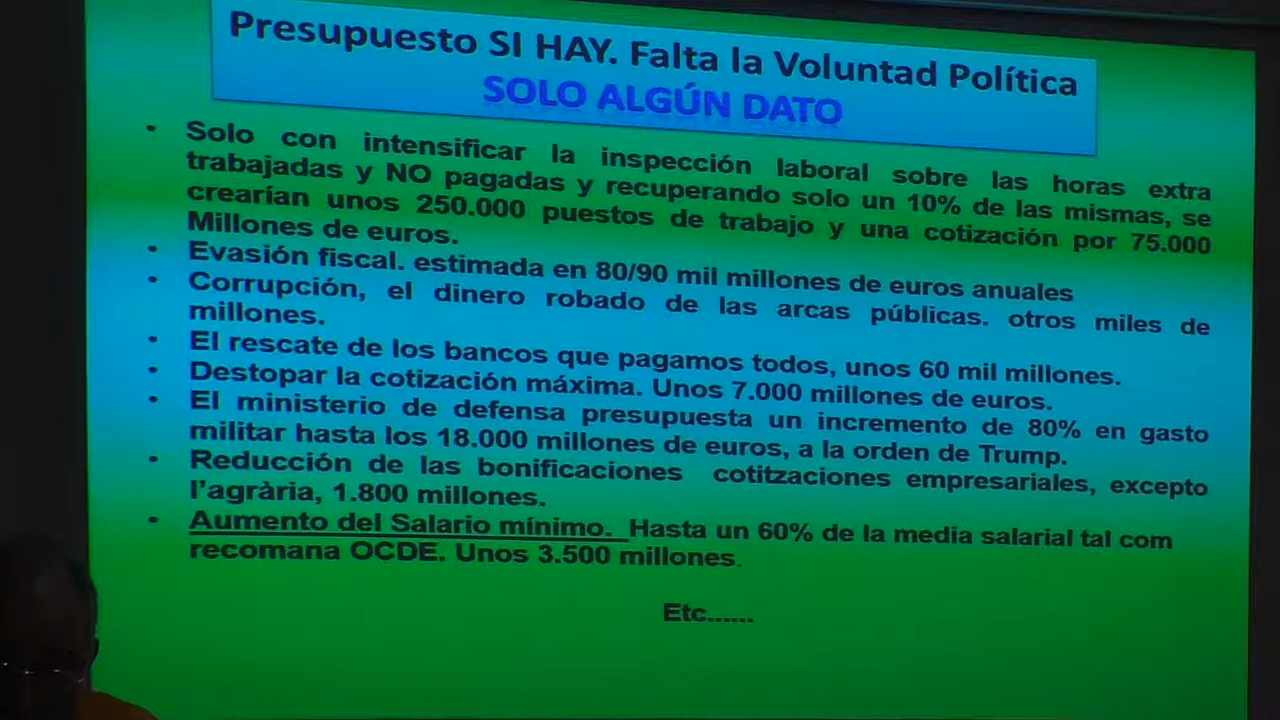 Presupuesto SI HAY. Falta la Voluntad Política
SOLO ALGÚN DATO
• Solo con intensificar la inspección laboral sobre las horas extra
trabajadas y NO pagadas y recuperando solo un 10% de las mismas, se
crearían unos 250.000 puestos de trabajo y una cotización por 75.000
Millones de euros.
• Evasión fiscal. estimada en 80/90 mil millones de euros anuales
• Corrupción, el dinero robado de las arcas públicas. otros miles de
millones.
• El rescate de los bancos que pagamos todos, unos 60 mil millones.
• Destopar la cotización máxima. Unos 7.000 millones de euros.
• El ministerio de defensa presupuesta un incremento de 80% en gasto
militar hasta los 18.000 millones de euros, a la orden de Trump.
• Reducción de las bonificaciones cotitzaciones empresariales, excepto
l'agrària, 1.800 millones.
• Aumento del Salario mínimo. Hasta un 60% de la media salarial tal com
recomana OCDE. Unos 3.500 millones.
Etc......